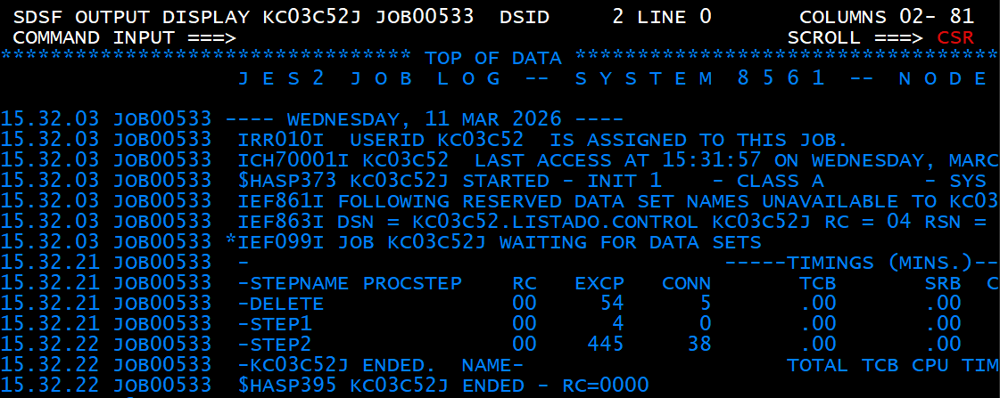 SDSF OUTPUT DISPLAY KC03C52J JOB00533  DSID     2 LINE 0       COLUMNS 02- 81
COMMAND INPUT ===>                                            SCROLL ===> CSR
********************************* TOP OF DATA **********************************
J E S 2  J O B  L O G  --  S Y S T E M  8 5 6 1  --  N O D E
15.32.03 JOB00533 ---- WEDNESDAY, 11 MAR 2026 ----
15.32.03 JOB00533  IRR010I  USERID KC03C52  IS ASSIGNED TO THIS JOB.
15.32.03 JOB00533  ICH70001I KC03C52  LAST ACCESS AT 15:31:57 ON WEDNESDAY, MARC
15.32.03 JOB00533  $HASP373 KC03C52J STARTED - INIT 1    - CLASS A        - SYS
15.32.03 JOB00533  IEF861I FOLLOWING RESERVED DATA SET NAMES UNAVAILABLE TO KC03
15.32.03 JOB00533  IEF863I DSN = KC03C52.LISTADO.CONTROL KC03C52J RC = 04 RSN =
15.32.03 JOB00533 *IEF099I JOB KC03C52J WAITING FOR DATA SETS
15.32.21 JOB00533  -                                      -----TIMINGS (MINS.)--
15.32.21 JOB00533  -STEPNAME PROCSTEP    RC   EXCP   CONN       TCB       SRB  C
15.32.21 JOB00533  -DELETE               00     54      5       .00       .00
15.32.21 JOB00533  -STEP1                00      4      0       .00       .00
15.32.22 JOB00533  -STEP2                00    445     38       .00       .00
15.32.22 JOB00533  -KC03C52J ENDED.  NAME-                     TOTAL TCB CPU TIM
15.32.22 JOB00533  $HASP395 KC03C52J ENDED - RC=0000